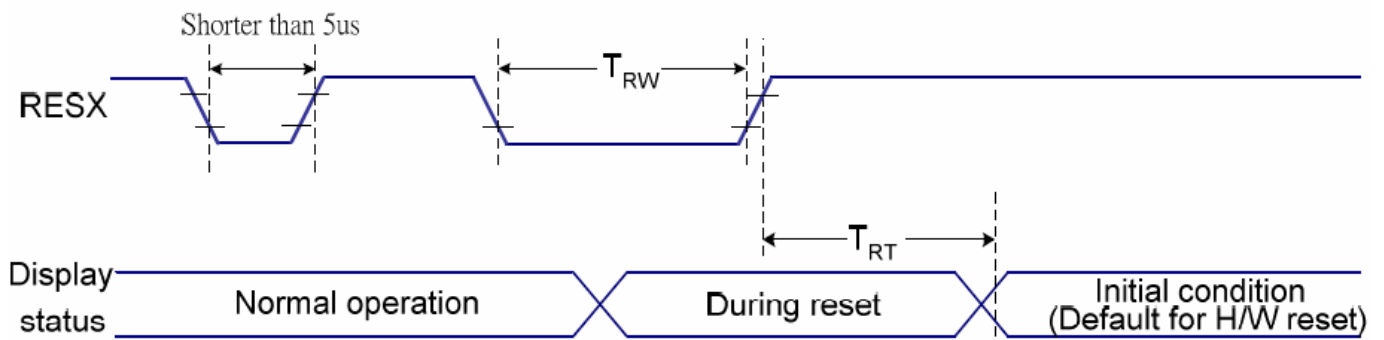 Shorter than 5us
RESX
TRW
TRT
Display
status
Normal operation
During reset
Initial condition
(Default for H/W reset)